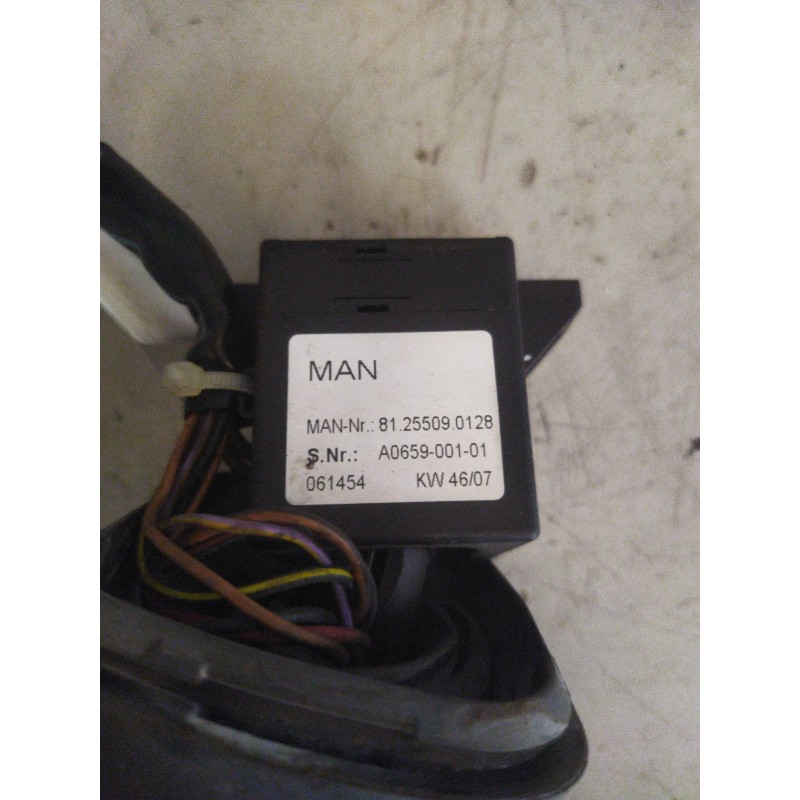 MAN
MAN-Nr.: 81.25509.0128
S.Nr.: A0659-001-01
061454 KW 46/07